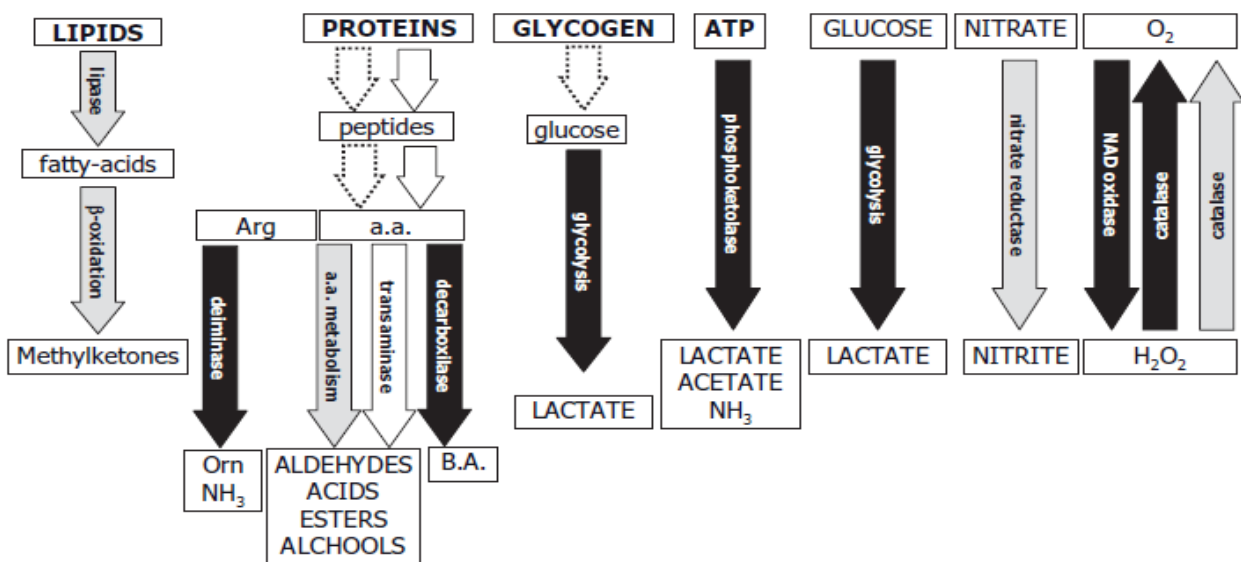 LIPIDS
PROTEINS
GLYCOGEN
ATP
GLUCOSE
NITRATE
O₂
lipase
peptides
glucose
fatty-acids
β-oxidation
Arg
a.a.
phosphoketolase
glycolysis
nitrate reductase
NAD oxidase
catalase
catalase
glycolysis
deiminase
a.a. metabolism
transaminase
decarboxilase
Methylketones
LACTATE
ACETATE
NH₃
LACTATE
NITRITE
H₂O₂
LACTATE
Orn
NH₃
ALDEHYDES
ACIDS
ESTERS
ALCHOOLS
B.A.